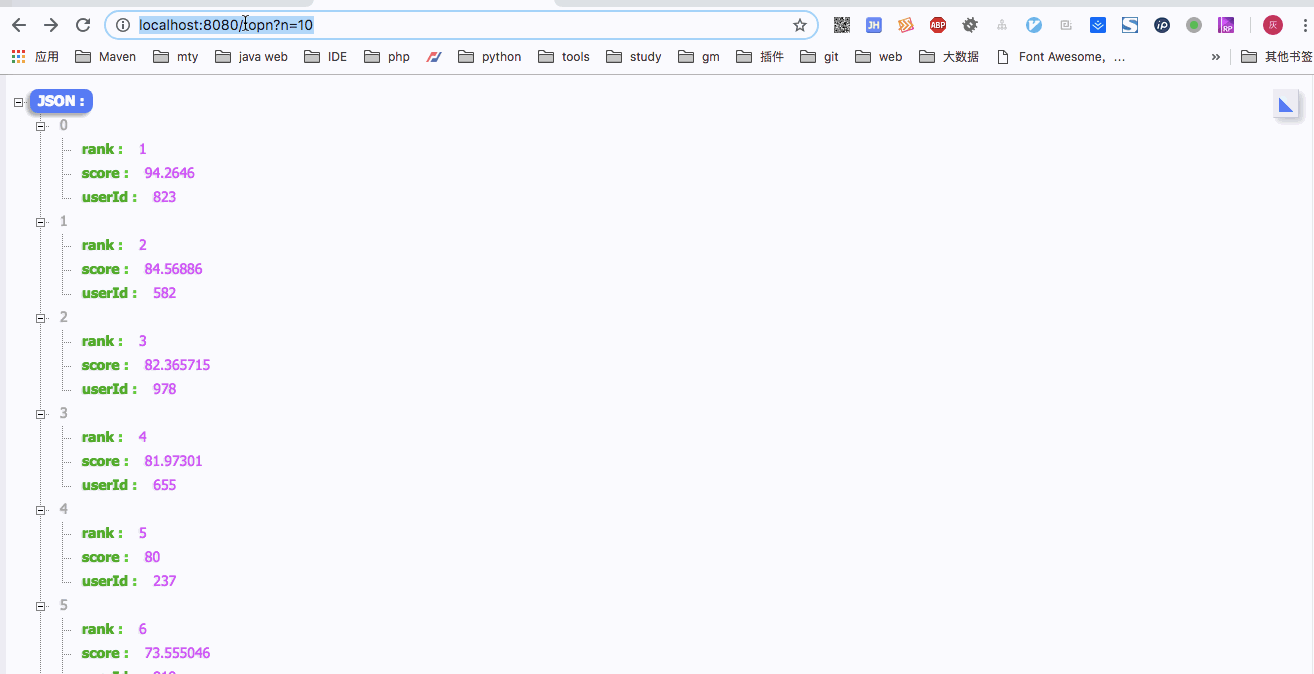 localhost:8080/topn?n=10
JH
ABP
ip
RP
灰
应用 Maven mty java web IDE php python tools study gm 插件 git web 大数据 Font Awesome, ... » 其他书签
JSON :
0
rank : 1
score : 94.2646
userId : 823
1
rank : 2
score : 84.56886
userId : 582
2
rank : 3
score : 82.365715
userId : 978
3
rank : 4
score : 81.97301
userId : 655
4
rank : 5
score : 80
userId : 237
5
rank : 6
score : 73.555046